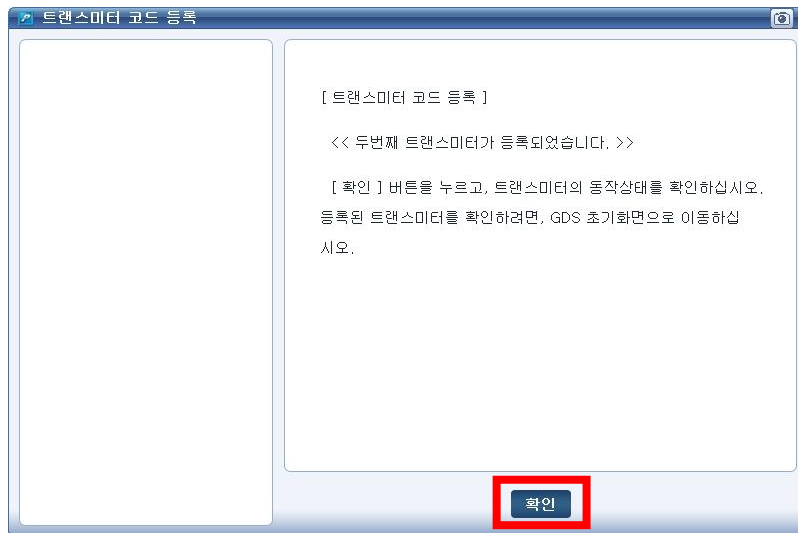 트랜스미터 코드 등록
[ 트랜스미터 코드 등록 ]
<< 두번째 트랜스미터가 등록되었습니다. >>
[ 확인 ] 버튼을 누르고, 트랜스미터의 동작상태를 확인하십시오.
등록된 트랜스미터를 확인하려면, GDS 초기화면으로 이동하십
시오.
확인